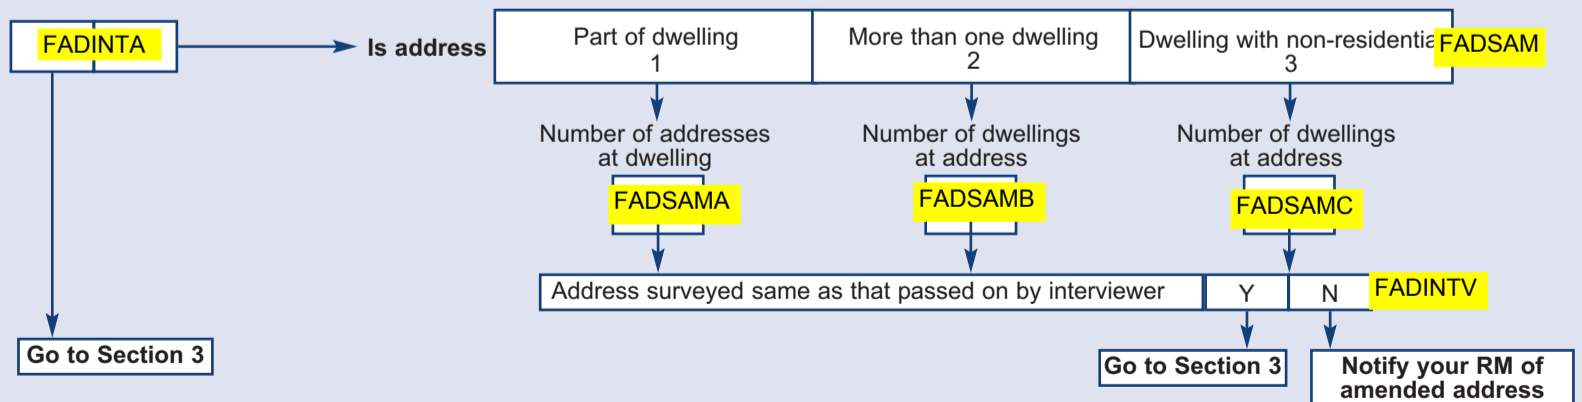 FADINTA
Is address
Part of dwelling
1
More than one dwelling
2
Dwelling with non-residentia
3
FADSAM
Number of addresses
at dwelling
Number of dwellings
at address
Number of dwellings
at address
FADSAMA
FADSAMB
FADSAMC
Address surveyed same as that passed on by interviewer
Y
N
FADINTV
Go to Section 3
Go to Section 3
Notify your RM of
amended address